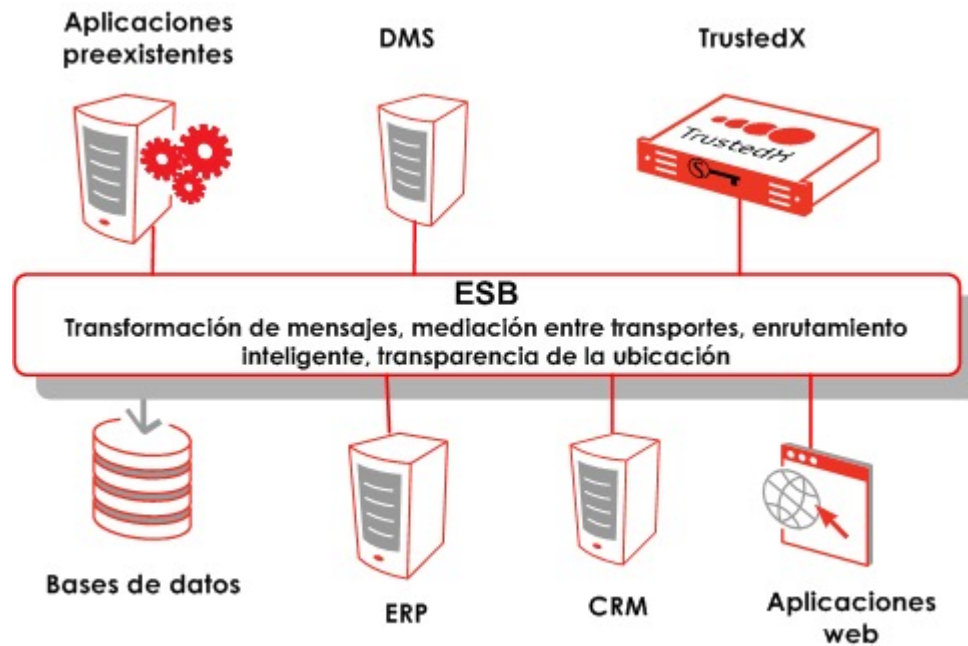 Aplicaciones
preexistentes
DMS
TrustedX
TrustedX
ESB
Transformación de mensajes, mediación entre transportes, enrutamiento
inteligente, transparencia de la ubicación
Bases de datos
ERP
CRM
Aplicaciones
web